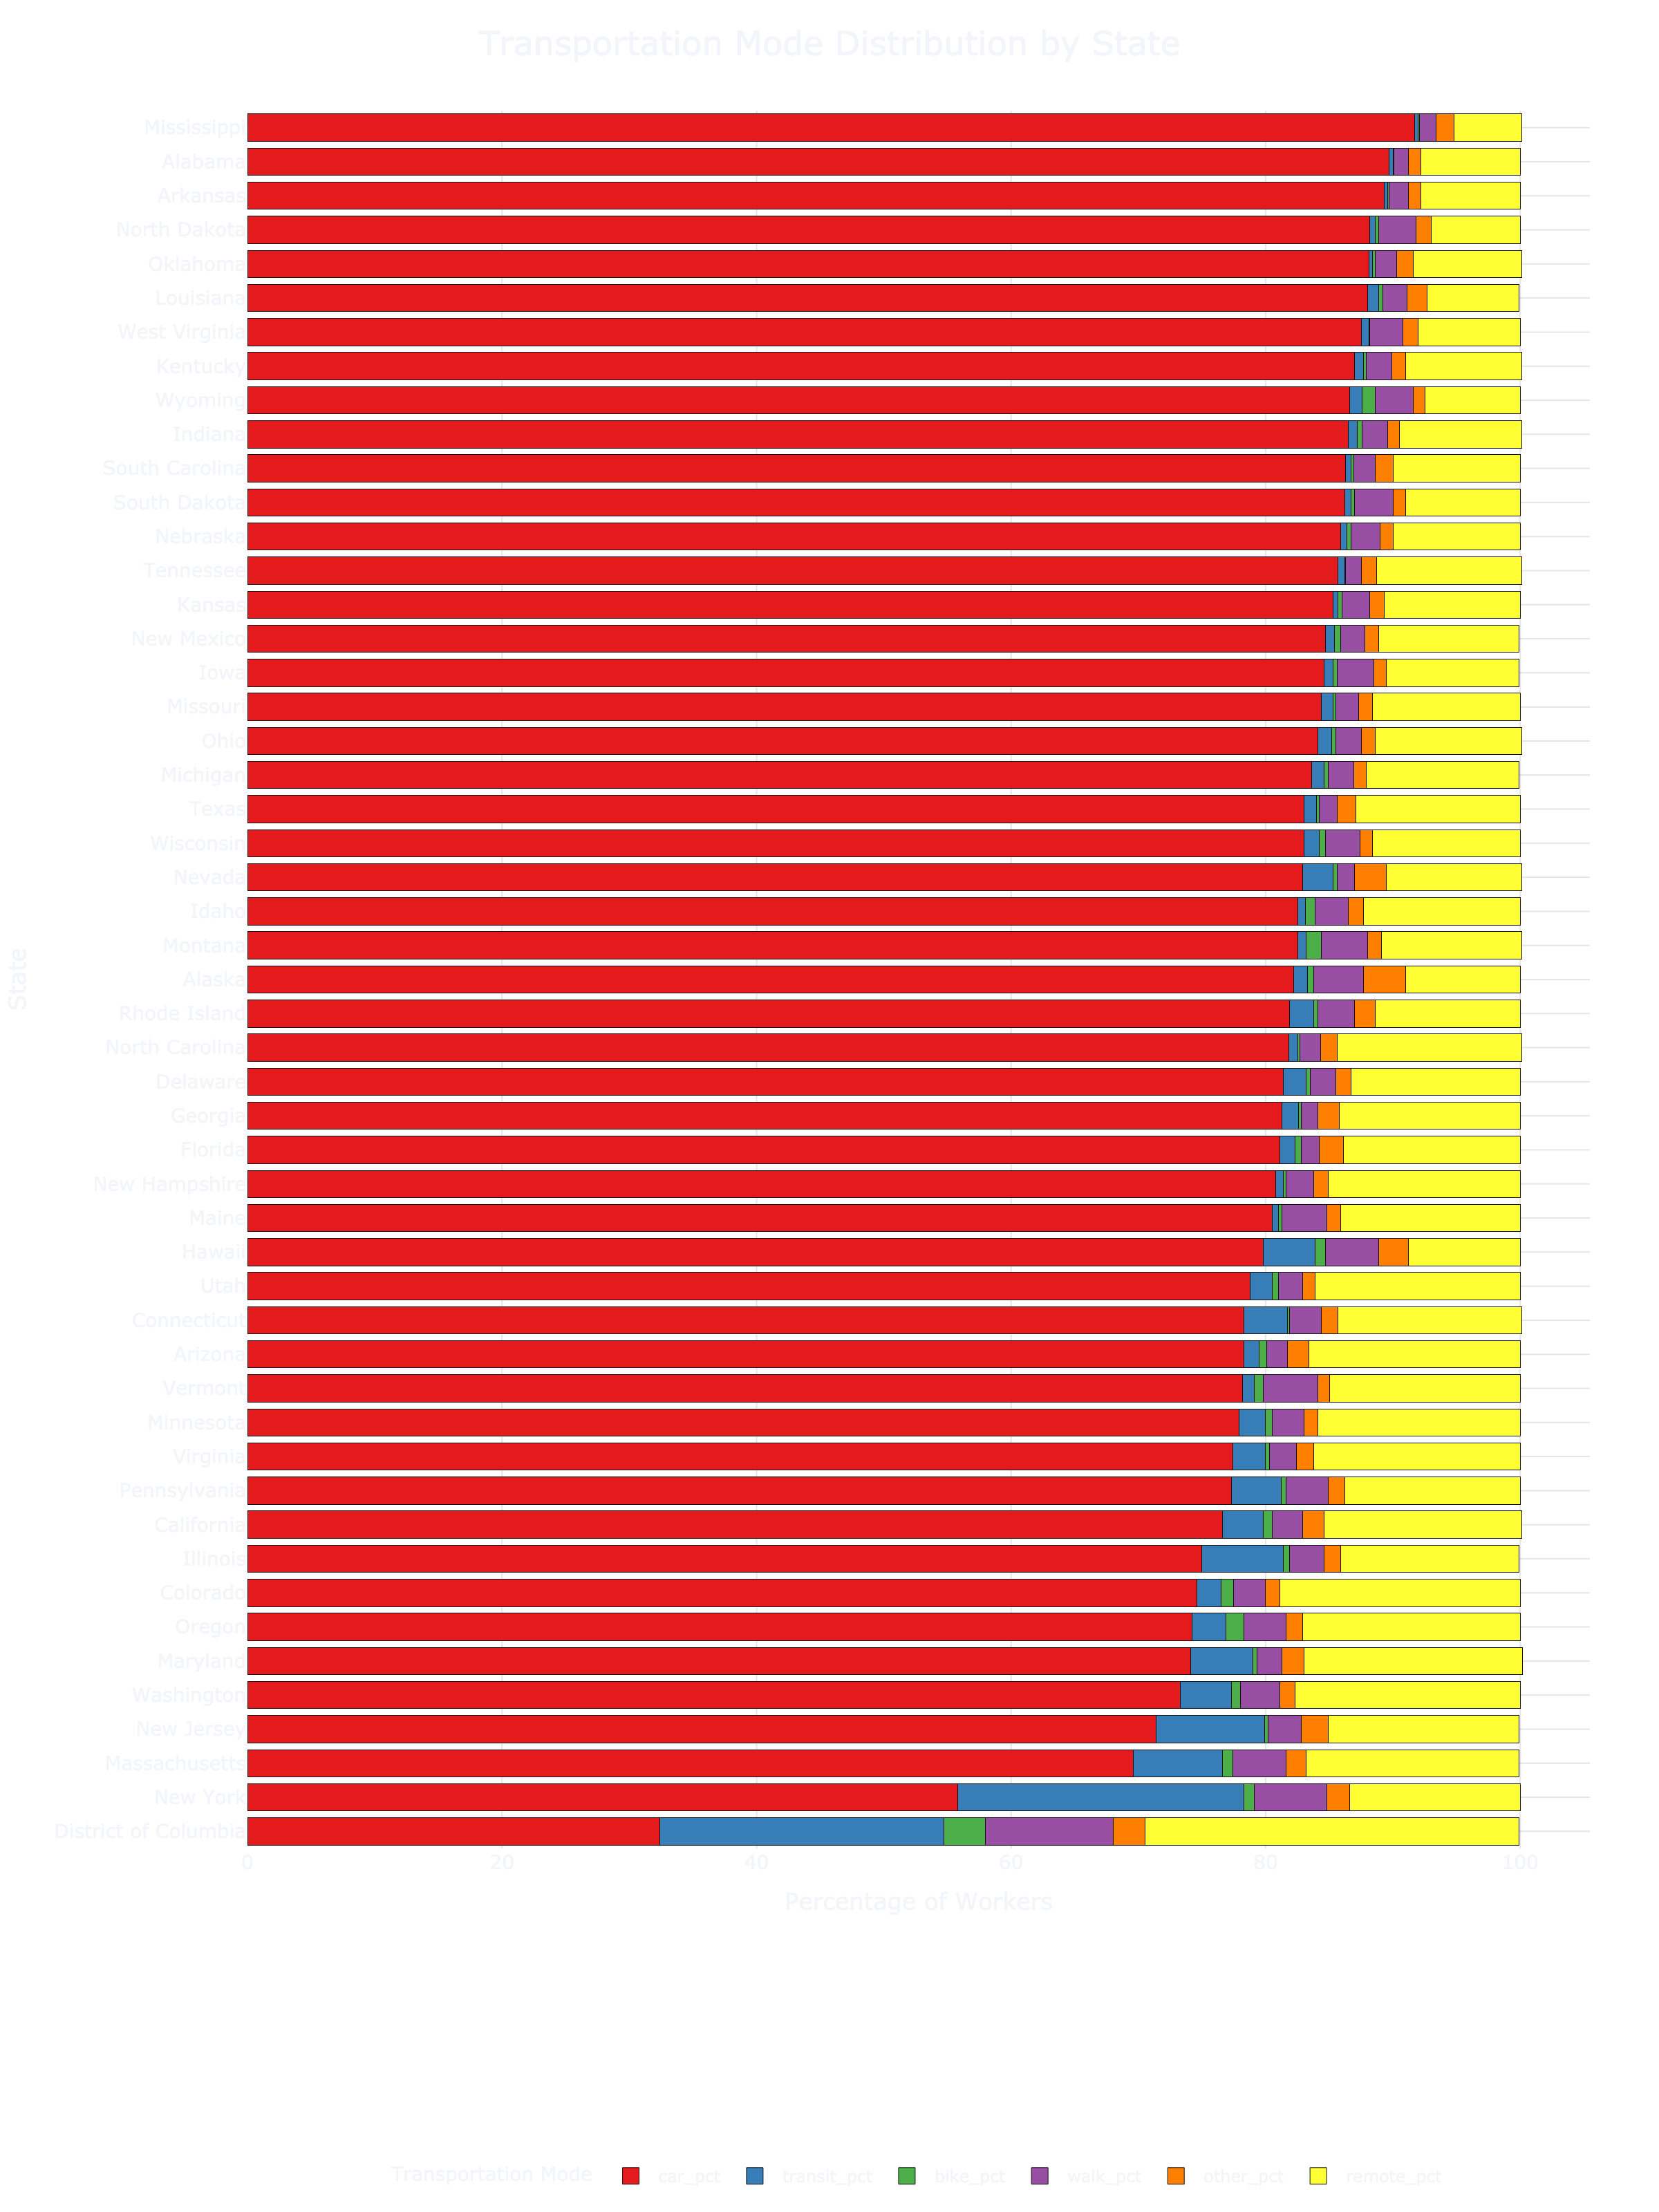 Transportation Mode Distribution by State
Mississippi
Alabama
Arkansas
North Dakota
Oklahoma
Louisiana
West Virginia
Kentucky
Wyoming
Indiana
South Carolina
South Dakota
Nebraska
Tennessee
Kansas
New Mexico
Iowa
Missouri
Ohio
Michigan
Texas
Wisconsin
Nevada
Idaho
Montana
Alaska
Rhode Island
North Carolina
Delaware
Georgia
Florida
New Hampshire
Maine
Hawaii
Utah
Connecticut
Arizona
Vermont
Minnesota
Virginia
Pennsylvania
California
Illinois
Colorado
Oregon
Maryland
Washington
New Jersey
Massachusetts
New York
District of Columbia
State
0 20 40 60 80 100
Percentage of Workers
Transportation Mode car_pct transit_pct bike_pct walk_pct other_pct remote_pct